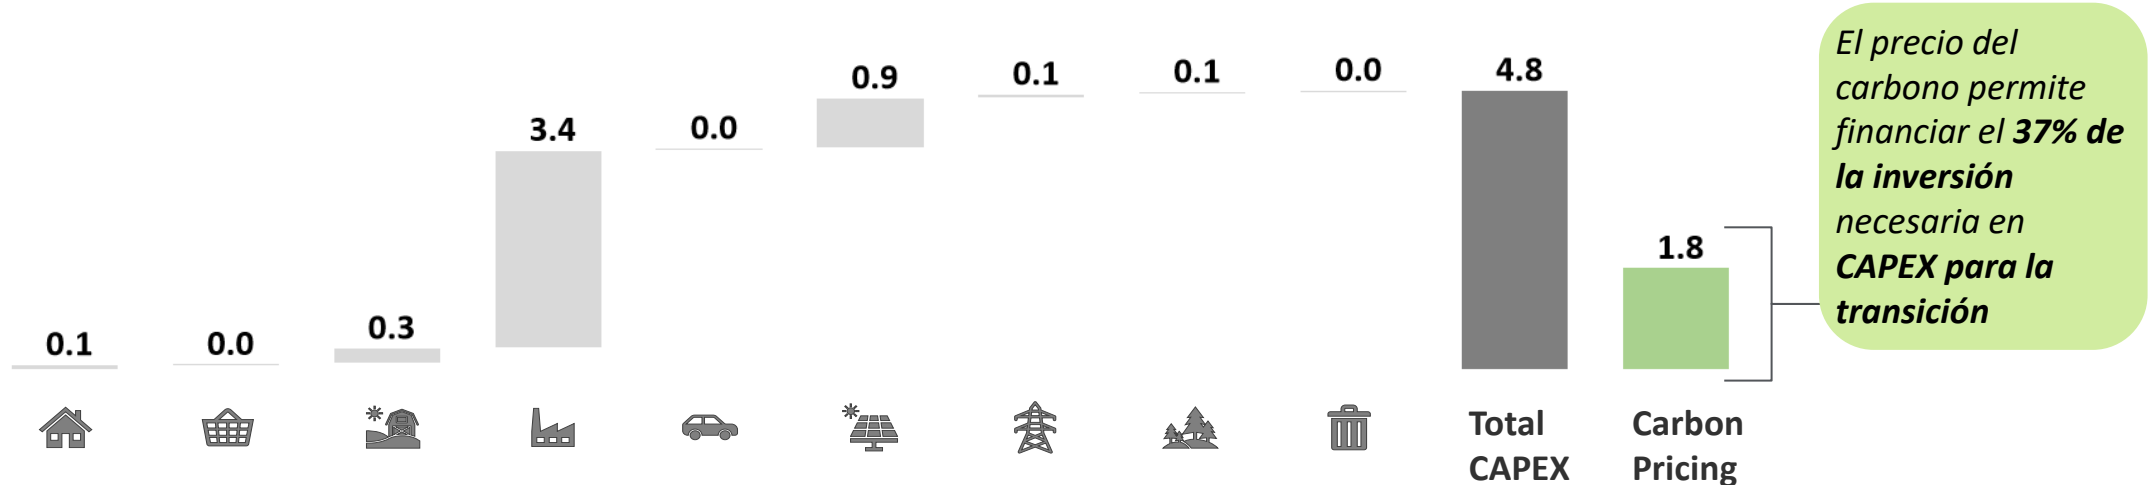 0.1
0.0
0.3
3.4
0.0
0.9
0.1
0.1
0.0
4.8
1.8
Total
CAPEX
Carbon
Pricing
El precio del
carbono permite
financiar el 37% de
la inversión
necesaria en
CAPEX para la
transición